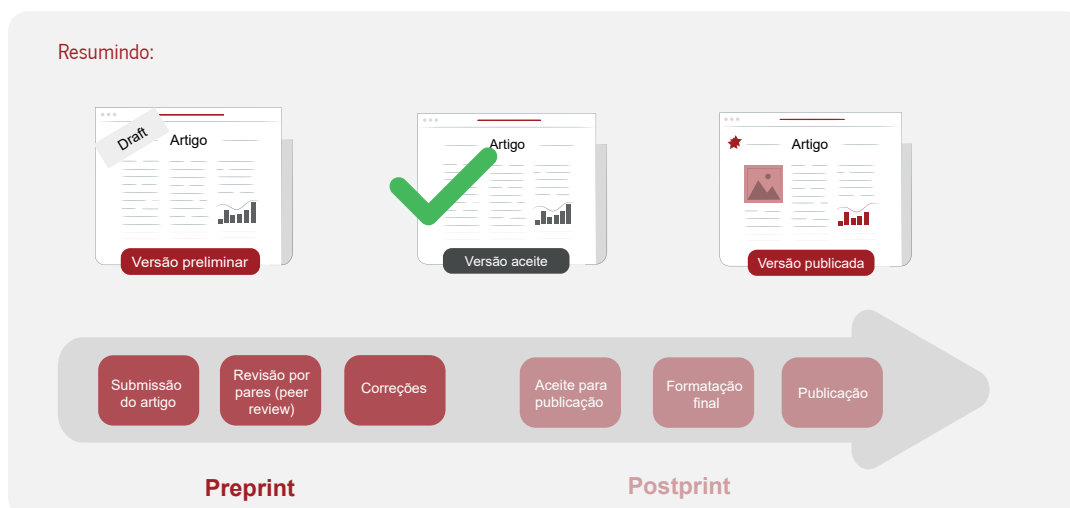 Resumindo:
Draft
Artigo
Versão preliminar
Artigo
Versão aceite
Artigo
Versão publicada
Submissão
do artigo
Revisão por
pares (peer
review)
Correções
Aceite para
publicação
Formatação
final
Publicação
Preprint
Postprint